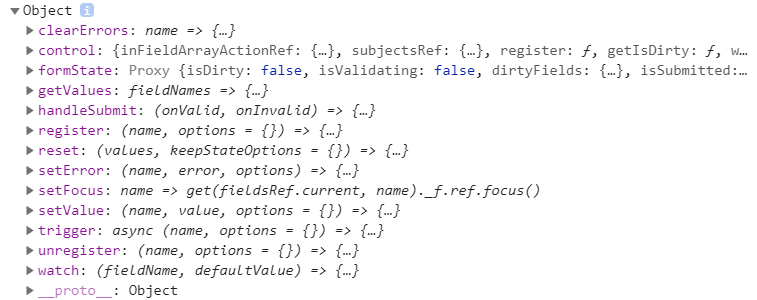 Object i
clearErrors: name => {…}
control: {inFieldArrayActionRef: {…}, subjectsRef: {…}, register: ƒ, getIsDirty: ƒ, w…
formState: Proxy {isDirty: false, isValidating: false, dirtyFields: {…}, isSubmitted:…
getValues: fieldNames => {…}
handleSubmit: (onValid, onInvalid) => {…}
register: (name, options = {}) => {…}
reset: (values, keepStateOptions = {}) => {…}
setError: (name, error, options) => {…}
setFocus: name => get(fieldsRef.current, name)._f.ref.focus()
setValue: (name, value, options = {}) => {…}
trigger: async (name, options = {}) => {…}
unregister: (name, options = {}) => {…}
watch: (fieldName, defaultValue) => {…}
__proto__: Object